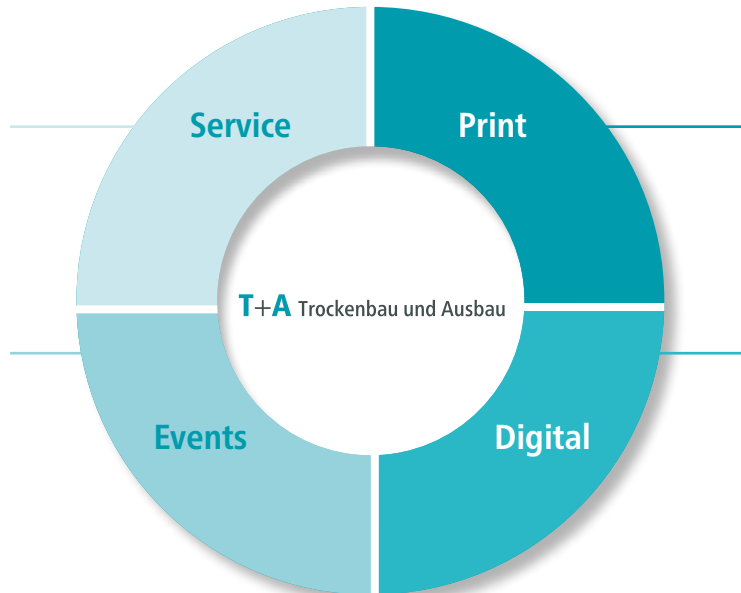 Service
Print
T+A Trockenbau und Ausbau
Events
Digital